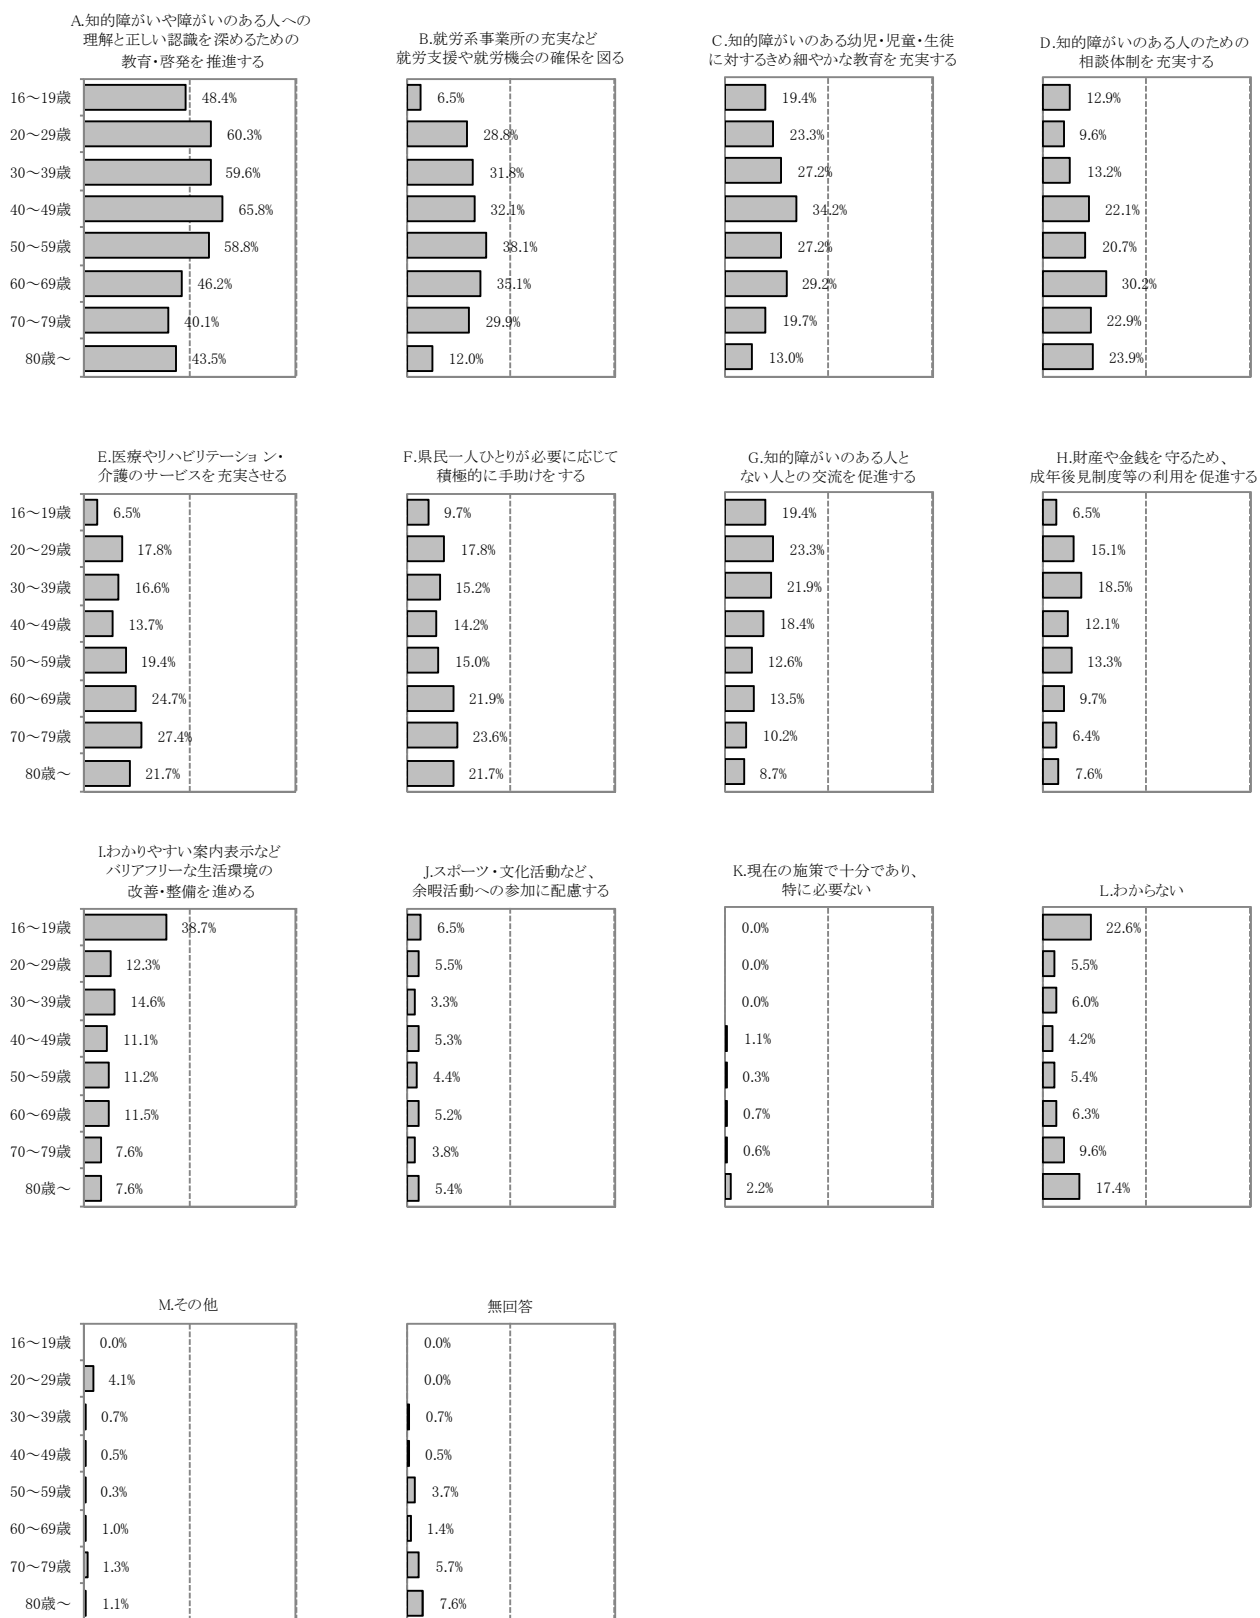 A.知的障がいや障がいのある人への
理解と正しい認識を深めるための
教育・啓発を推進する
16～19歳 48.4%
20～29歳 60.3%
30～39歳 59.6%
40～49歳 65.8%
50～59歳 58.8%
60～69歳 46.2%
70～79歳 40.1%
80歳～ 43.5%
B.就労系事業所の充実など
就労支援や就労機会の確保を図る
6.5%
28.8%
31.8%
32.1%
38.1%
35.1%
29.9%
12.0%
C.知的障がいのある幼児・児童・生徒
に対するきめ細やかな教育を充実する
19.4%
23.3%
27.2%
34.2%
27.2%
29.2%
19.7%
13.0%
D.知的障がいのある人のための
相談体制を充実する
12.9%
9.6%
13.2%
22.1%
20.7%
30.2%
22.9%
23.9%
E.医療やリハビリテーション・
介護のサービスを充実させる
16～19歳 6.5%
20～29歳 17.8%
30～39歳 16.6%
40～49歳 13.7%
50～59歳 19.4%
60～69歳 24.7%
70～79歳 27.4%
80歳～ 21.7%
F.県民一人ひとりが必要に応じて
積極的に手助けをする
9.7%
17.8%
15.2%
14.2%
15.0%
21.9%
23.6%
21.7%
G.知的障がいのある人と
ない人との交流を促進する
19.4%
23.3%
21.9%
18.4%
12.6%
13.5%
10.2%
8.7%
H.財産や金銭を守るため、
成年後見制度等の利用を促進する
6.5%
15.1%
18.5%
12.1%
13.3%
9.7%
6.4%
7.6%
I.わかりやすい案内表示など
バリアフリーな生活環境の
改善・整備を進める
16～19歳 38.7%
20～29歳 12.3%
30～39歳 14.6%
40～49歳 11.1%
50～59歳 11.2%
60～69歳 11.5%
70～79歳 7.6%
80歳～ 7.6%
J.スポーツ・文化活動など、
余暇活動への参加に配慮する
6.5%
5.5%
3.3%
5.3%
4.4%
5.2%
3.8%
5.4%
K.現在の施策で十分であり、
特に必要ない
0.0%
0.0%
0.0%
1.1%
0.3%
0.7%
0.6%
2.2%
L.わからない
22.6%
5.5%
6.0%
4.2%
5.4%
6.3%
9.6%
17.4%
M.その他
16～19歳 0.0%
20～29歳 4.1%
30～39歳 0.7%
40～49歳 0.5%
50～59歳 0.3%
60～69歳 1.0%
70～79歳 1.3%
80歳～ 1.1%
無回答
0.0%
0.0%
0.7%
0.5%
3.7%
1.4%
5.7%
7.6%